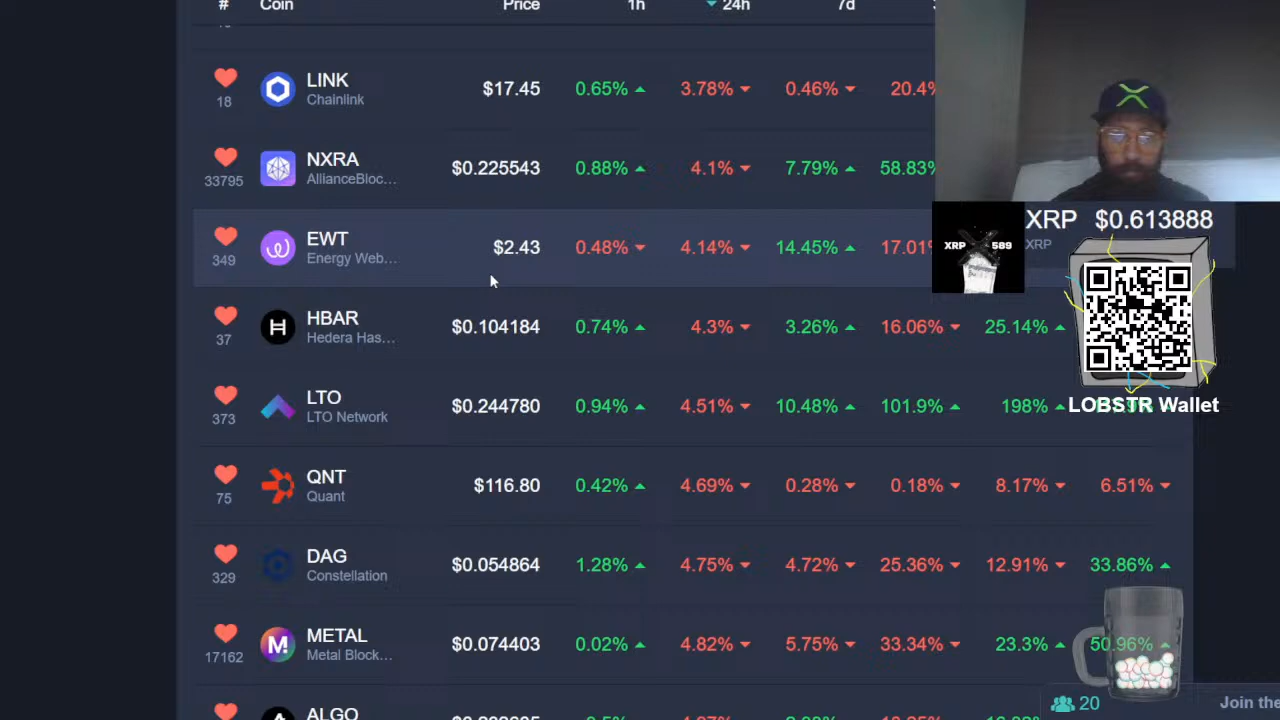 # Coin Price 1h 24h 7d
LINK
Chainlink
18
$17.45 0.65% 3.78% 0.46% 20.4%
NXRA
AllianceBloc...
33795
$0.225543 0.88% 4.1% 7.79% 58.83%
XRP $0.613888
XRP
XRP 589
EWT
Energy Web...
349
$2.43 0.48% 4.14% 14.45% 17.01%
HBAR
Hedera Has...
37
$0.104184 0.74% 4.3% 3.26% 16.06% 25.14%
LTO
LTO Network
373
$0.244780 0.94% 4.51% 10.48% 101.9% 198%
LOBSTR Wallet
QNT
Quant
75
$116.80 0.42% 4.69% 0.28% 0.18% 8.17% 6.51%
DAG
Constellation
329
$0.054864 1.28% 4.75% 4.72% 25.36% 12.91% 33.86%
METAL
Metal Block...
17162
$0.074403 0.02% 4.82% 5.75% 33.34% 23.3% 50.96%
ALGO
20 Join the